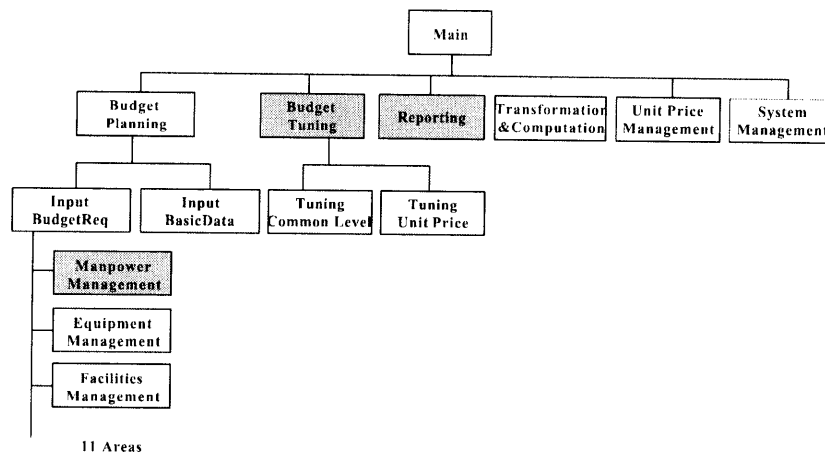 Main
Budget
Planning
Budget
Tuning
Reporting
Transformation
&Computation
Unit Price
Management
System
Management
Input
BudgetReq
Input
BasicData
Tuning
Common Level
Tuning
Unit Price
Manpower
Management
Equipment
Management
Facilities
Management
11 Areas